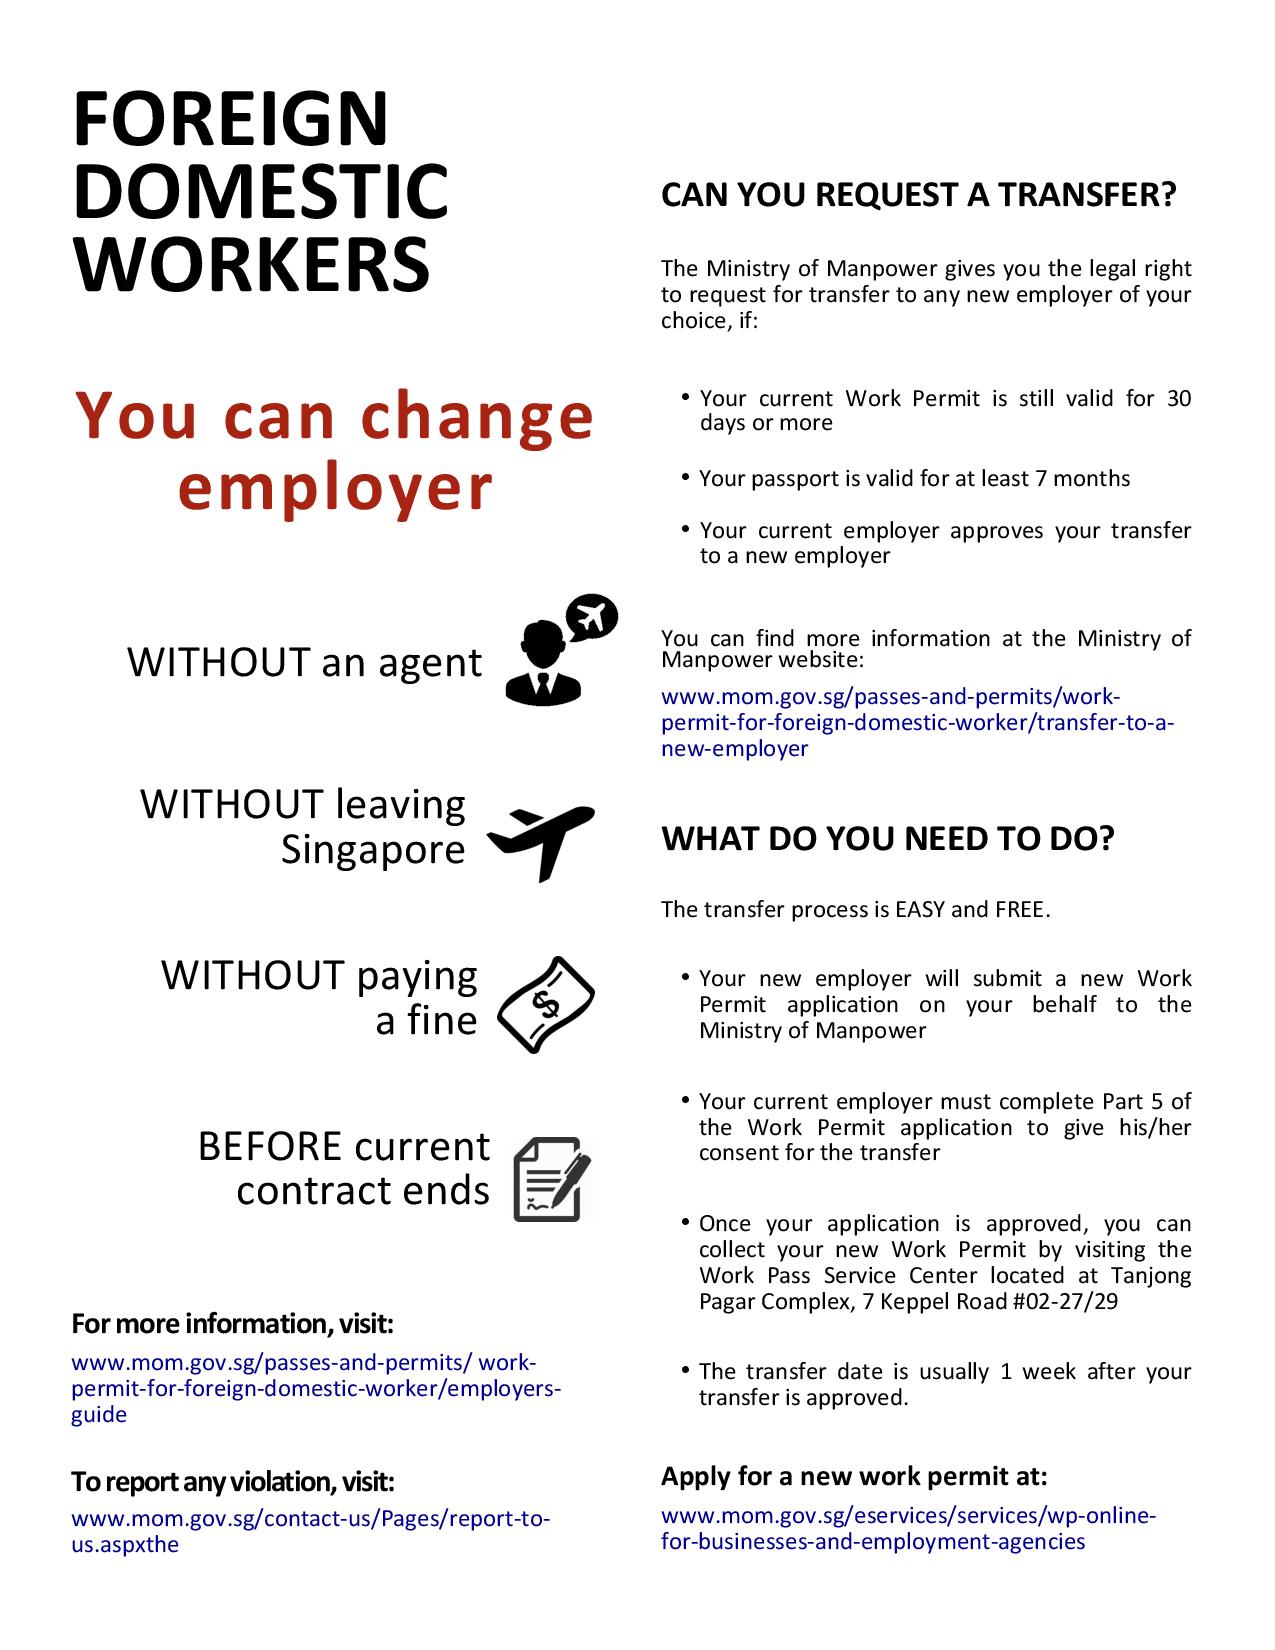 FOREIGN
DOMESTIC
WORKERS
You can change
employer
WITHOUT an agent
WITHOUT leaving
Singapore
WITHOUT paying
a fine
$
BEFORE current
contract ends
For more information, visit:
www.mom.gov.sg/passes-and-permits/ work-
permit-for-foreign-domestic-worker/employers-
guide
To report any violation, visit:
www.mom.gov.sg/contact-us/Pages/report-to-
us.aspxthe
CAN YOU REQUEST A TRANSFER?
The Ministry of Manpower gives you the legal right
to request for transfer to any new employer of your
choice, if:
• Your current Work Permit is still valid for 30
days or more
• Your passport is valid for at least 7 months
• Your current employer approves your transfer
to a new employer
You can find more information at the Ministry of
Manpower website:
www.mom.gov.sg/passes-and-permits/work-
permit-for-foreign-domestic-worker/transfer-to-a-
new-employer
WHAT DO YOU NEED TO DO?
The transfer process is EASY and FREE.
• Your new employer will submit a new Work
Permit application on your behalf to the
Ministry of Manpower
• Your current employer must complete Part 5 of
the Work Permit application to give his/her
consent for the transfer
• Once your application is approved, you can
collect your new Work Permit by visiting the
Work Pass Service Center located at Tanjong
Pagar Complex, 7 Keppel Road #02-27/29
• The transfer date is usually 1 week after your
transfer is approved.
Apply for a new work permit at:
www.mom.gov.sg/eservices/services/wp-online-
for-businesses-and-employment-agencies